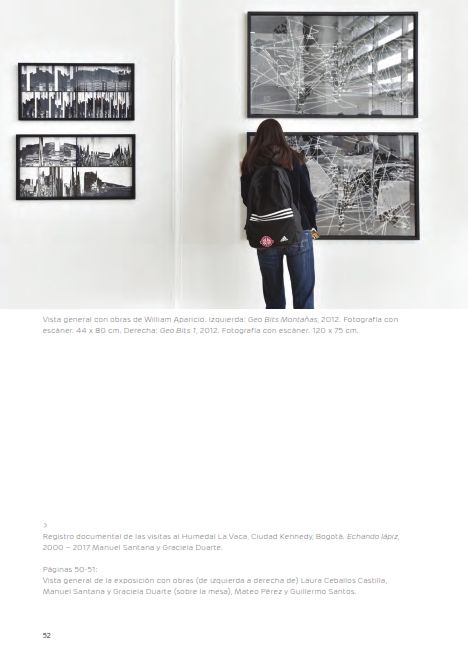 Vista general con obras de William Aparicio. Izquierda: Geo Bits Montañas, 2012. Fotografía con
escáner. 44 x 80 cm. Derecha: Geo Bits 1, 2012. Fotografía con escáner. 120 x 75 cm.
>
Registro documental de las visitas al Humedal La Vaca, Ciudad Kennedy, Bogotá. Echando lápiz,
2000 – 2017 Manuel Santana y Graciela Duarte.
Páginas 50-51:
Vista general de la exposición con obras (de izquierda a derecha de) Laura Ceballos Castilla,
Manuel Santana y Graciela Duarte (sobre la mesa), Mateo Pérez y Guillermo Santos.
52